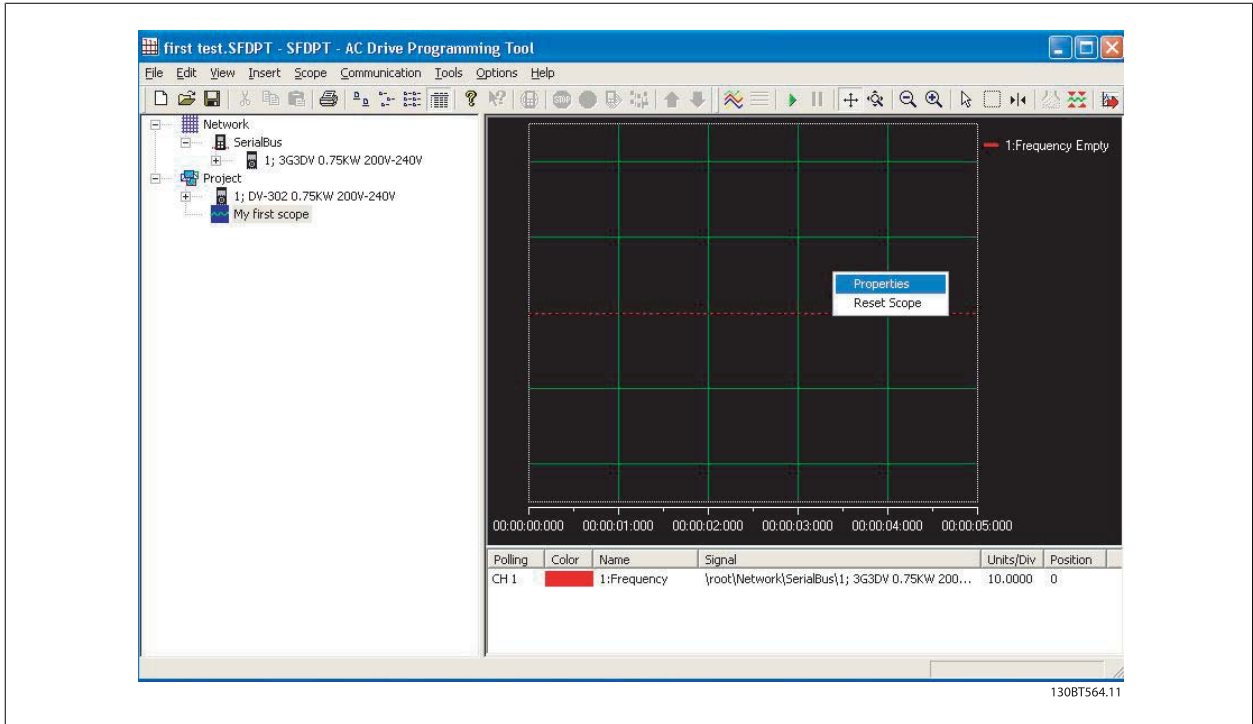 first test.SFDPT - SFDPT - AC Drive Programming Tool
File Edit View Insert Scope Communication Tools Options Help
Network
SerialBus
1; 3G3DV 0.75KW 200V-240V
Project
1; DV-302 0.75KW 200V-240V
My first scope
1:Frequency Empty
Properties
Reset Scope
00:00:00:000 00:00:01:000 00:00:02:000 00:00:03:000 00:00:04:000 00:00:05:000
Polling Color Name Signal Units/Div Position
CH 1 1:Frequency \root\Network\SerialBus\1; 3G3DV 0.75KW 200... 10.0000 0
130BT564.11